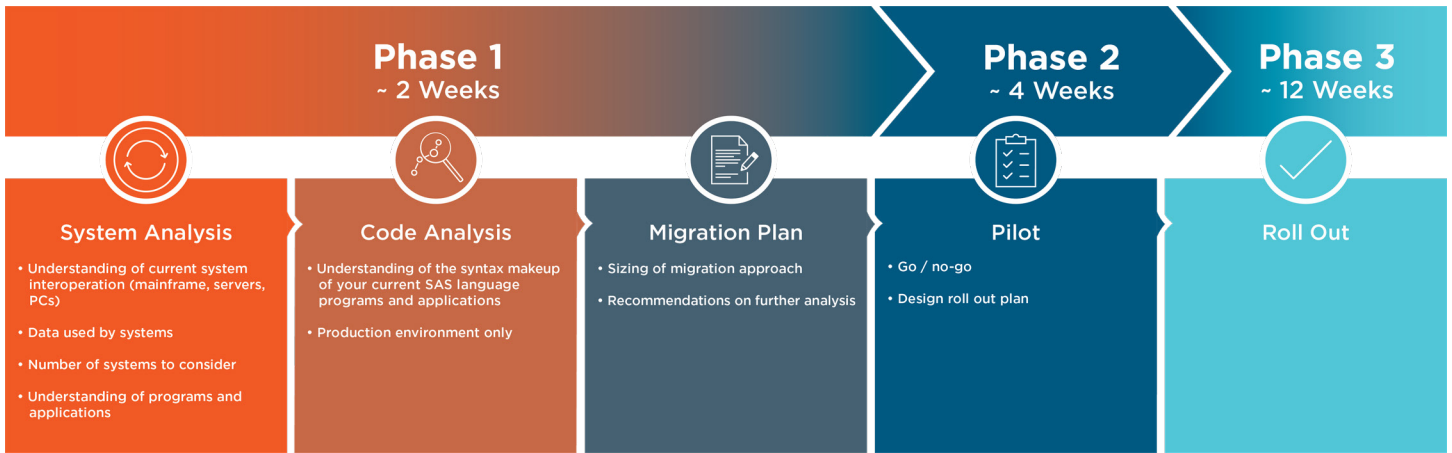 Phase 1
~ 2 Weeks
Phase 2
~ 4 Weeks
Phase 3
~ 12 Weeks
System Analysis
• Understanding of current system
interoperation (mainframe, servers,
PCs)
• Data used by systems
• Number of systems to consider
• Understanding of programs and
applications
Code Analysis
• Understanding of the syntax makeup
of your current SAS language
programs and applications
• Production environment only
Migration Plan
• Sizing of migration approach
• Recommendations on further analysis
Pilot
• Go / no-go
• Design roll out plan
Roll Out